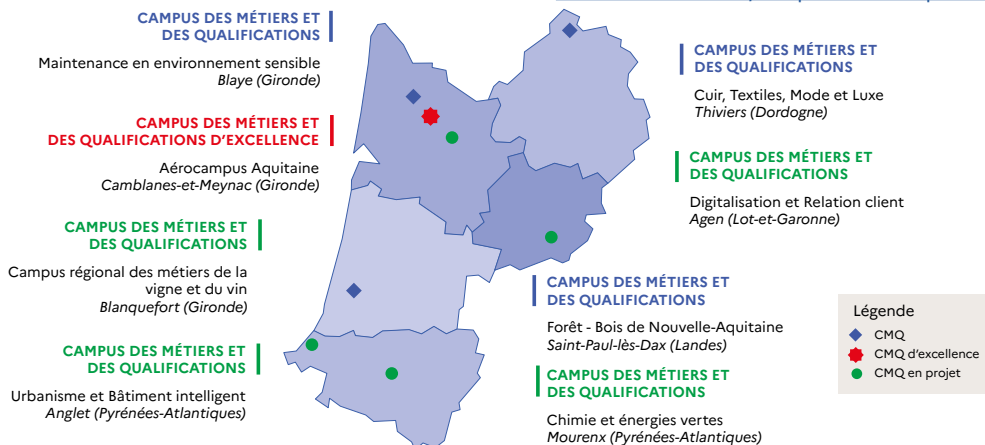 CAMPUS DES MÉTIERS ET
DES QUALIFICATIONS
Maintenance en environnement sensible
Blaye (Gironde)
CAMPUS DES MÉTIERS ET
DES QUALIFICATIONS D'EXCELLENCE
Aérocampus Aquitaine
Camblanes-et-Meynac (Gironde)
CAMPUS DES MÉTIERS ET
DES QUALIFICATIONS
Campus régional des métiers de la
vigne et du vin
Blanquefort (Gironde)
CAMPUS DES MÉTIERS ET
DES QUALIFICATIONS
Urbanisme et Bâtiment intelligent
Anglet (Pyrénées-Atlantiques)
CAMPUS DES MÉTIERS ET
DES QUALIFICATIONS
Cuir, Textiles, Mode et Luxe
Thiviers (Dordogne)
CAMPUS DES MÉTIERS ET
DES QUALIFICATIONS
Digitalisation et Relation client
Agen (Lot-et-Garonne)
CAMPUS DES MÉTIERS ET
DES QUALIFICATIONS
Forêt - Bois de Nouvelle-Aquitaine
Saint-Paul-lès-Dax (Landes)
CAMPUS DES MÉTIERS ET
DES QUALIFICATIONS
Chimie et énergies vertes
Mourenx (Pyrénées-Atlantiques)
Légende
CMQ
CMQ d'excellence
CMQ en projet